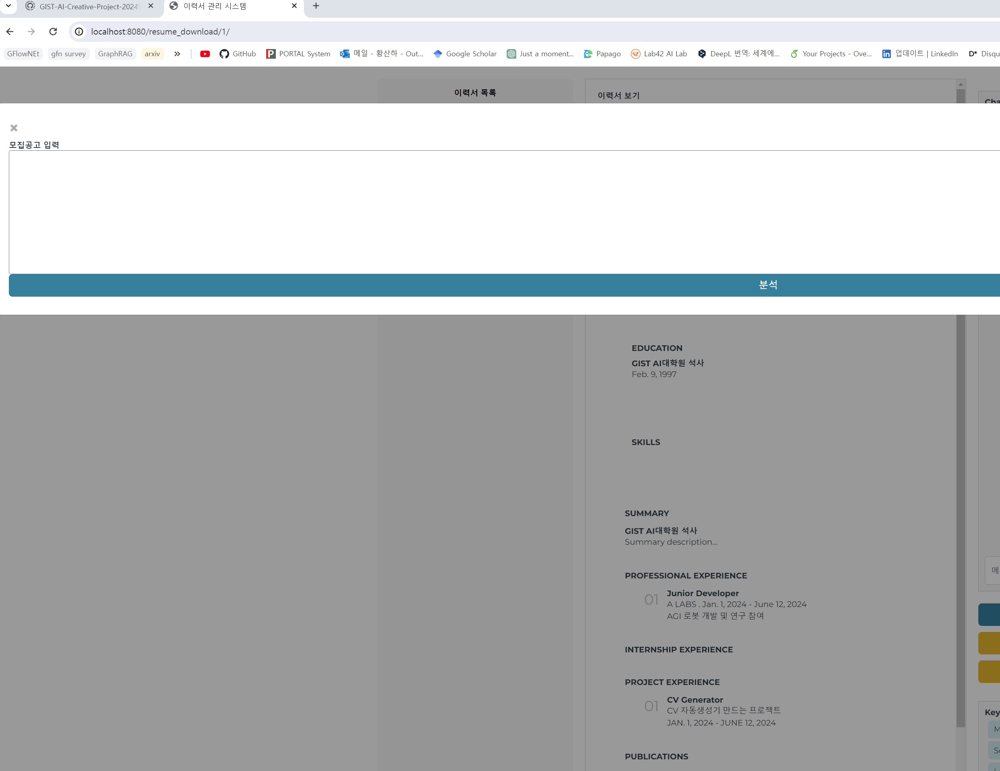 GIST-AI-Creative-Project-2024S
이력서 관리 시스템
localhost:8080/resume_download/1/
GFlowNEt
gfn survey
GraphRAG
arxiv
GitHub
PORTAL System
메일 - 황산하 - Out...
Google Scholar
Just a moment...
Papago
Lab42 AI Lab
DeepL 번역: 세계에...
Your Projects - Ove...
업데이트 | LinkedIn
Disqu
이력서 목록
이력서 보기
Cha
모집공고 입력
분석
EDUCATION
GIST AI대학원 석사
Feb. 9, 1997
SKILLS
SUMMARY
GIST AI대학원 석사
Summary description...
메
PROFESSIONAL EXPERIENCE
01
Junior Developer
A LABS . Jan. 1, 2024 - June 12, 2024
AGI 로봇 개발 및 연구 참여
INTERNSHIP EXPERIENCE
PROJECT EXPERIENCE
01
CV Generator
CV 자동생성기 만드는 프로젝트
JAN. 1, 2024 - JUNE 12, 2024
Key
PUBLICATIONS